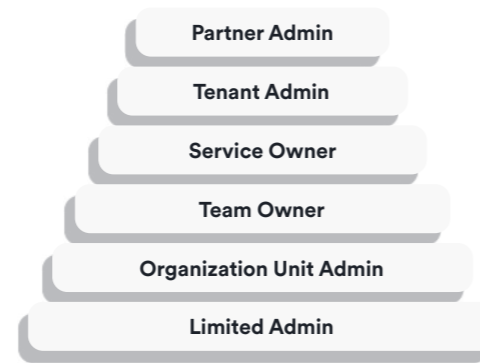 Partner Admin
Tenant Admin
Service Owner
Team Owner
Organization Unit Admin
Limited Admin